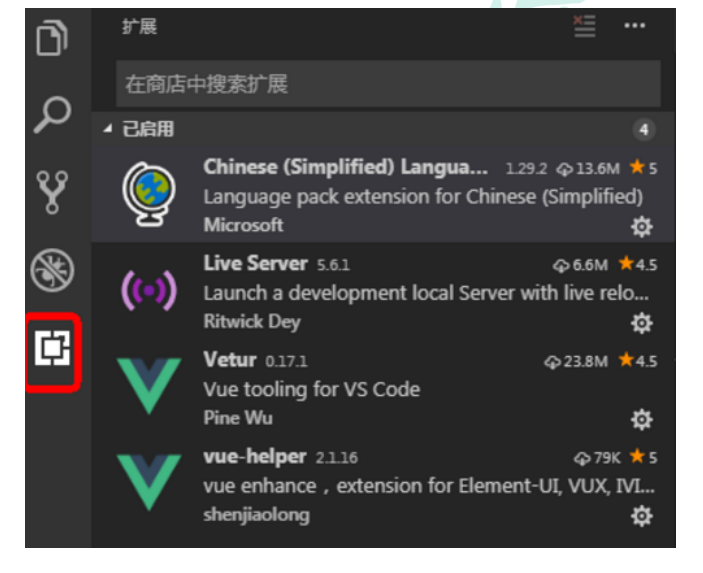 扩展
在商店中搜索扩展
已启用 4
Chinese (Simplified) Langua... 1.29.2 13.6M 5
Language pack extension for Chinese (Simplified)
Microsoft
Live Server 5.6.1 6.6M 4.5
Launch a development local Server with live relo...
Ritwick Dey
Vetur 0.17.1 23.8M 4.5
Vue tooling for VS Code
Pine Wu
vue-helper 2.1.16 79K 5
vue enhance，extension for Element-UI, VUX, IVI...
shenjiaolong